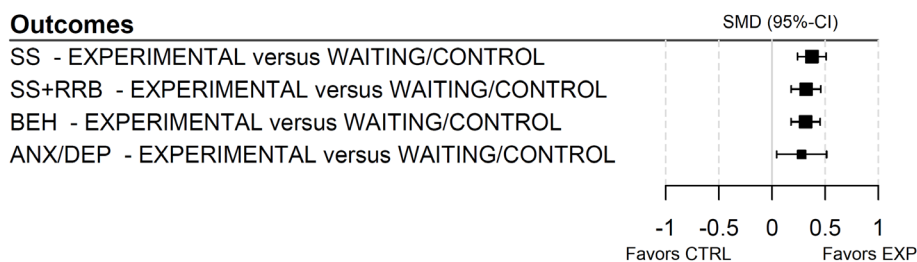 Outcomes SMD (95%-CI)
SS - EXPERIMENTAL versus WAITING/CONTROL
SS+RRB - EXPERIMENTAL versus WAITING/CONTROL
BEH - EXPERIMENTAL versus WAITING/CONTROL
ANX/DEP - EXPERIMENTAL versus WAITING/CONTROL
-1 -0.5 0 0.5 1
Favors CTRL Favors EXP